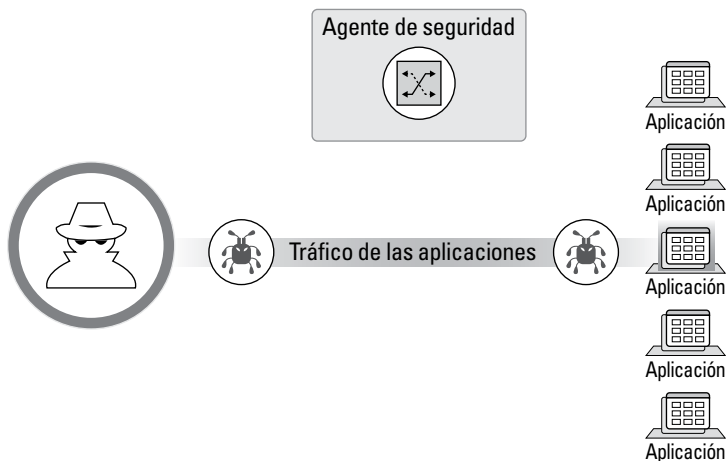 Agente de seguridad
Aplicación
Aplicación
Tráfico de las aplicaciones
Aplicación
Aplicación
Aplicación